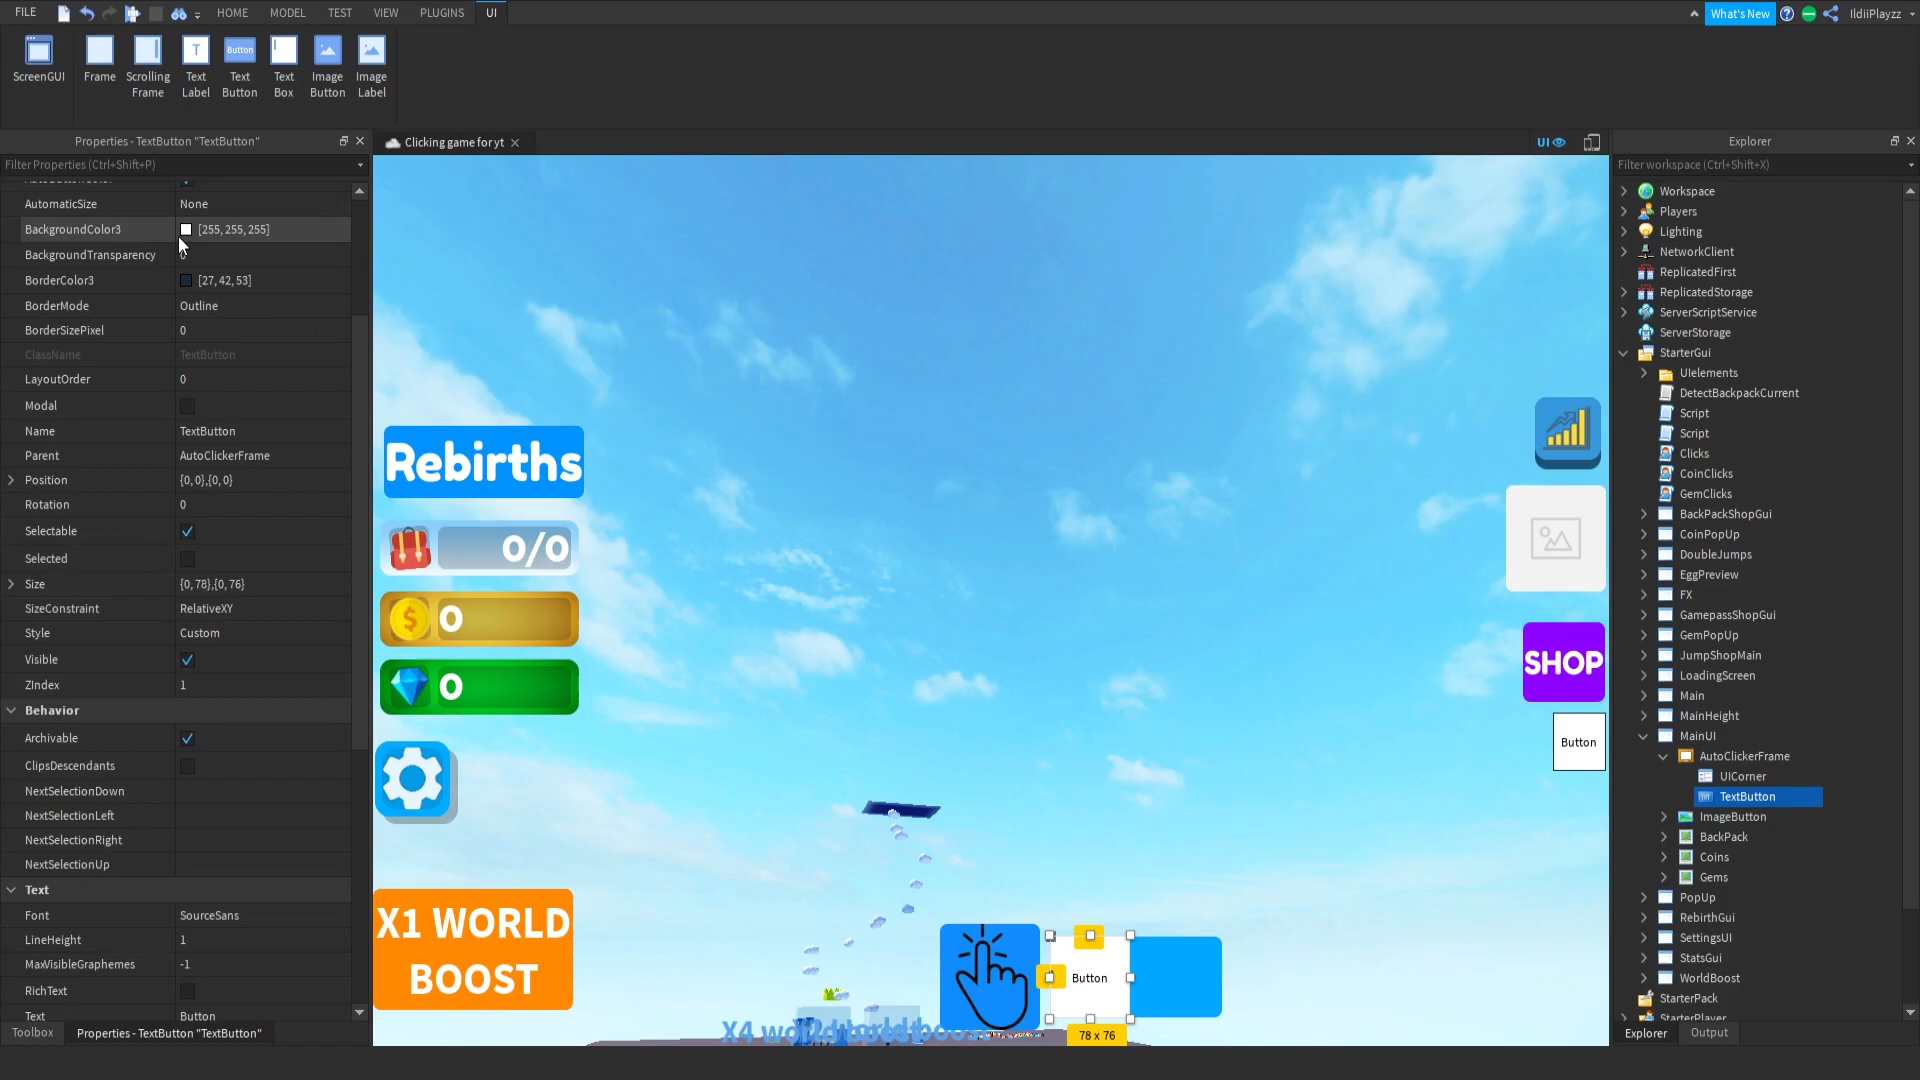 FILE
HOME
MODEL
TEST
VIEW
PLUGINS
UI
What's New
IldiiPlayzz
ScreenGUI
Frame
Scrolling
Frame
T
Text
Label
Button
Text
Button
Text
Box
Image
Button
Image
Label
Properties - TextButton "TextButton"
Filter Properties (Ctrl+Shift+P)
AutomaticSize None
BackgroundColor3 [255, 255, 255]
BackgroundTransparency
BorderColor3 [27, 42, 53]
BorderMode Outline
BorderSizePixel 0
ClassName TextButton
LayoutOrder 0
Modal
Name TextButton
Parent AutoClickerFrame
Position {0, 0},{0, 0}
Rotation 0
Selectable
Selected
Size {0, 78},{0, 76}
SizeConstraint RelativeXY
Style Custom
Visible
ZIndex 1
Behavior
Archivable
ClipsDescendants
NextSelectionDown
NextSelectionLeft
NextSelectionRight
NextSelectionUp
Text
Font SourceSans
LineHeight 1
MaxVisibleGraphemes -1
RichText
Text Button
Toolbox
Properties - TextButton "TextButton"
Clicking game for yt
UI
Rebirths
0/0
$
0
0
X1 WORLD
BOOST
SHOP
Button
Button
78 x 76
X4 world
boost
Explorer
Filter workspace (Ctrl+Shift+X)
Workspace
Players
Lighting
NetworkClient
ReplicatedFirst
ReplicatedStorage
ServerScriptService
ServerStorage
StarterGui
UIelements
DetectBackpackCurrent
Script
Script
Clicks
CoinClicks
GemClicks
BackPackShopGui
CoinPopUp
DoubleJumps
EggPreview
FX
GamepassShopGui
GemPopUp
JumpShopMain
LoadingScreen
Main
MainHeight
MainUI
AutoClickerFrame
UICorner
TextButton
ImageButton
BackPack
Coins
Gems
PopUp
RebirthGui
SettingsUI
StatsGui
WorldBoost
StarterPack
StarterPlayer
Explorer
Output